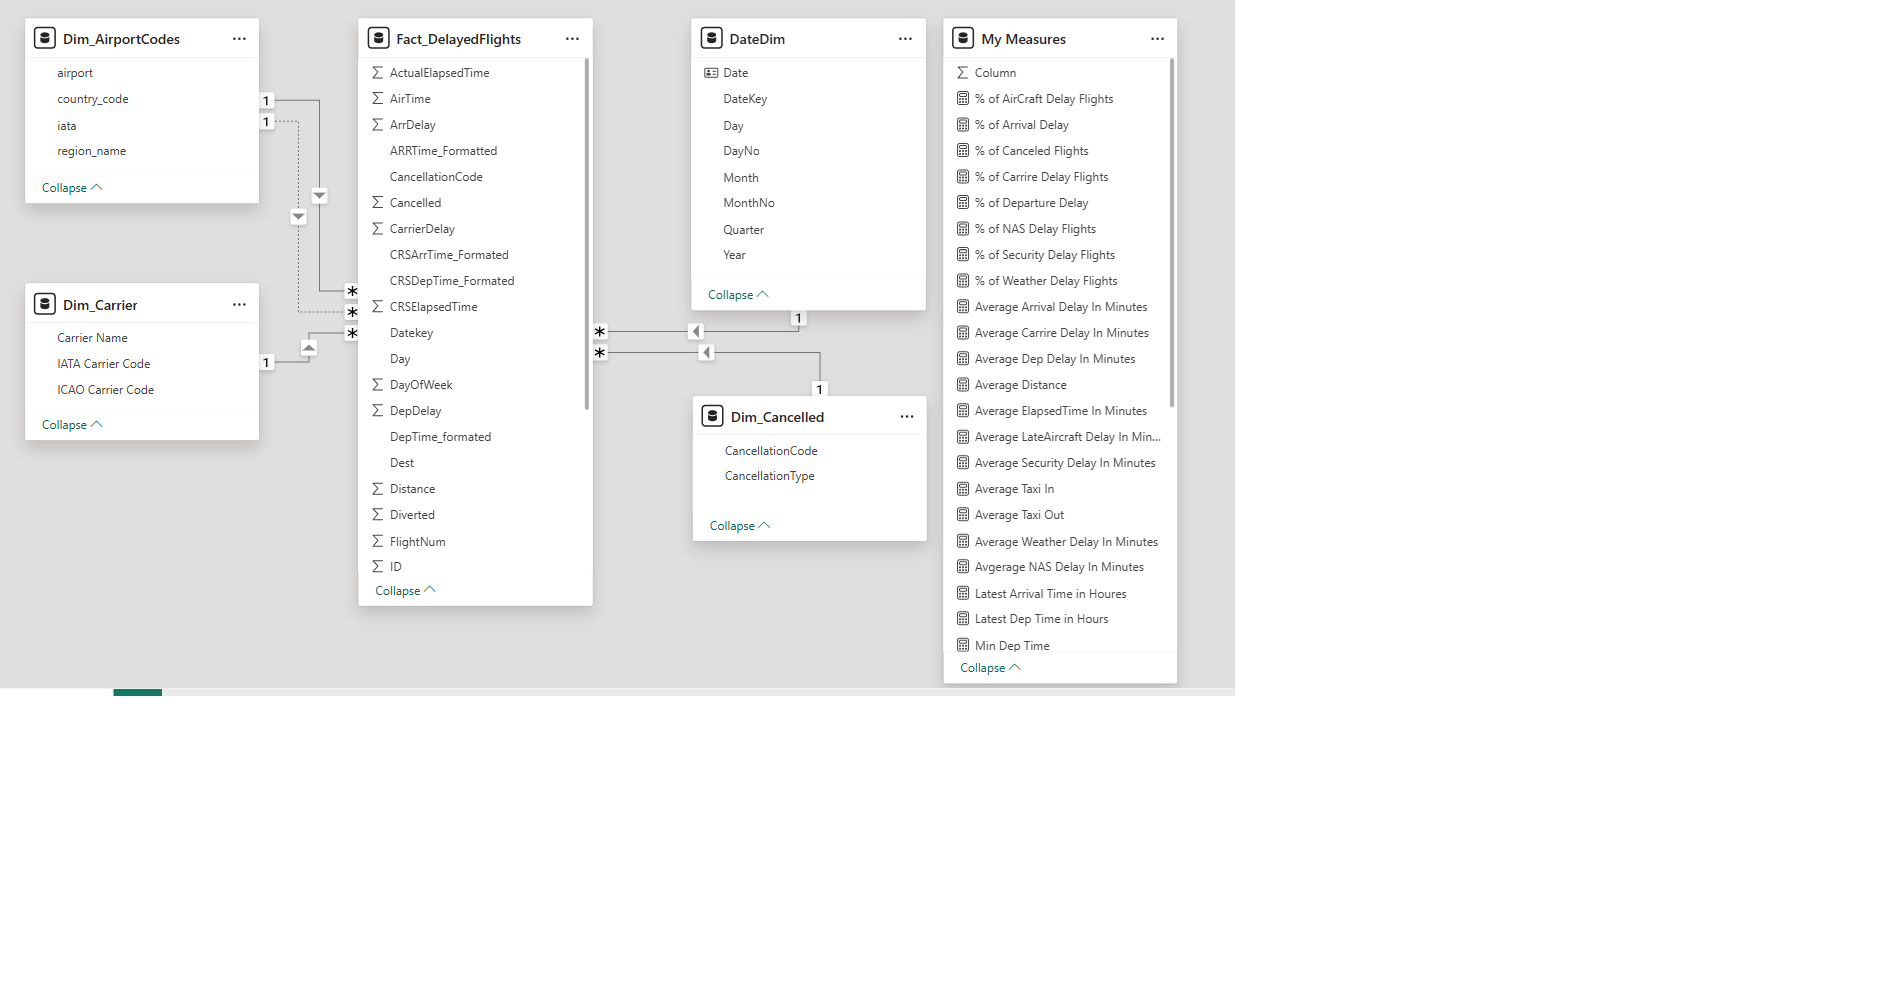 Dim_AirportCodes
airport
country_code
iata
region_name
Collapse
1
1
Dim_Carrier
Carrier Name
IATA Carrier Code
ICAO Carrier Code
Collapse
1
*
*
*
Fact_DelayedFlights
∑ ActualElapsedTime
∑ AirTime
∑ ArrDelay
ARRTime_Formatted
CancellationCode
∑ Cancelled
∑ CarrierDelay
CRSArrTime_Formated
CRSDepTime_Formated
∑ CRSElapsedTime
Datekey
Day
∑ DayOfWeek
∑ DepDelay
DepTime_formated
Dest
∑ Distance
∑ Diverted
∑ FlightNum
∑ ID
Collapse
*
*
DateDim
Date
DateKey
Day
DayNo
Month
MonthNo
Quarter
Year
Collapse
1
1
Dim_Cancelled
CancellationCode
CancellationType
Collapse
My Measures
∑ Column
% of AirCraft Delay Flights
% of Arrival Delay
% of Canceled Flights
% of Carrire Delay Flights
% of Departure Delay
% of NAS Delay Flights
% of Security Delay Flights
% of Weather Delay Flights
Average Arrival Delay In Minutes
Average Carrire Delay In Minutes
Average Dep Delay In Minutes
Average Distance
Average ElapsedTime In Minutes
Average LateAircraft Delay In Min...
Average Security Delay In Minutes
Average Taxi In
Average Taxi Out
Average Weather Delay In Minutes
Avgerage NAS Delay In Minutes
Latest Arrival Time in Houres
Latest Dep Time in Hours
Min Dep Time
Collapse